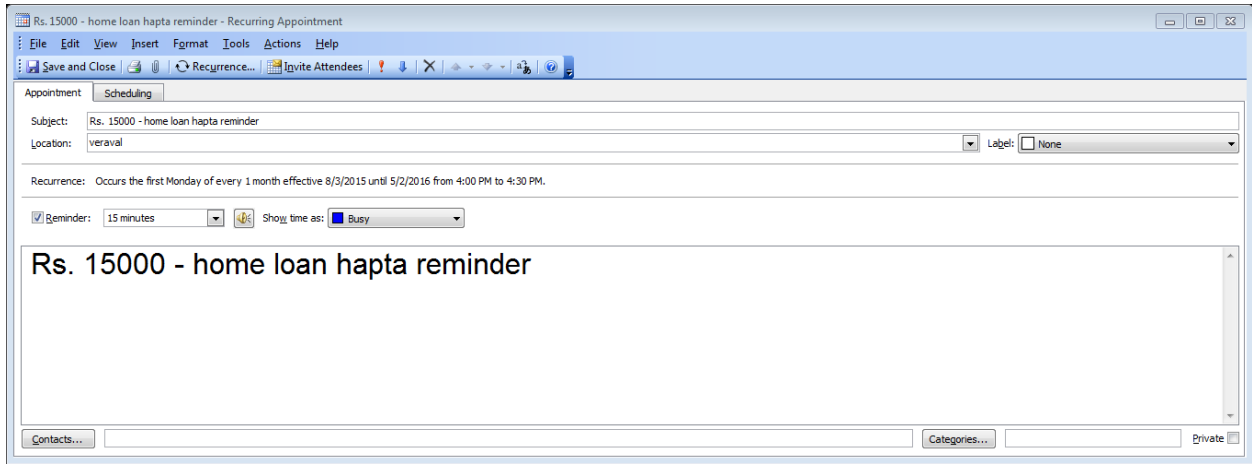 Rs. 15000 - home loan hapta reminder - Recurring Appointment
File Edit View Insert Format Tools Actions Help
Save and Close Recurrence... Invite Attendees
Appointment Scheduling
Subject: Rs. 15000 - home loan hapta reminder
Location: veraval Label: None
Recurrence: Occurs the first Monday of every 1 month effective 8/3/2015 until 5/2/2016 from 4:00 PM to 4:30 PM.
Reminder: 15 minutes Show time as: Busy
Rs. 15000 - home loan hapta reminder
Contacts... Categories... Private